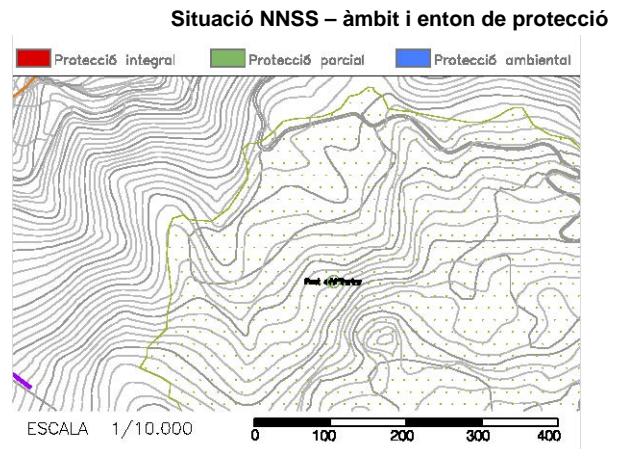 Situació NNSS – àmbit i enton de protecció
Protecció integral Protecció parcial Protecció ambiental
ESCALA 1/10.000
0 100 200 300 400